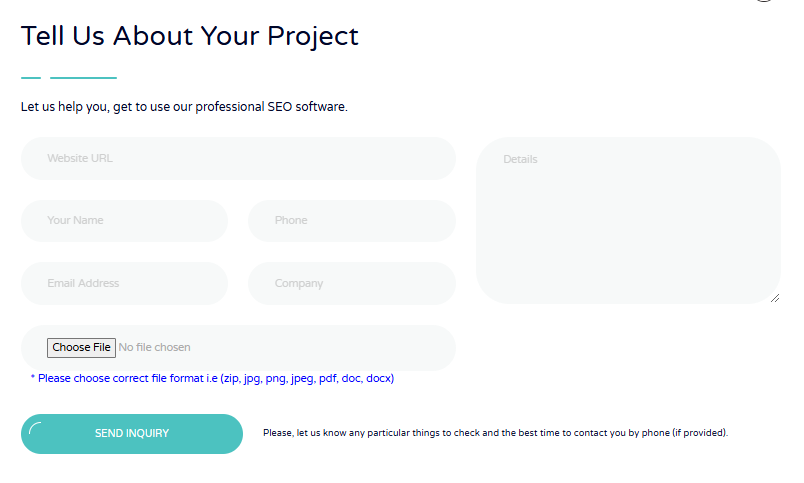 Tell Us About Your Project
Let us help you, get to use our professional SEO software.
Website URL
Details
Your Name
Phone
Email Address
Company
Choose File No file chosen
* Please choose correct file format i.e (zip, jpg, png, jpeg, pdf, doc, docx)
SEND INQUIRY
Please, let us know any particular things to check and the best time to contact you by phone (if provided).